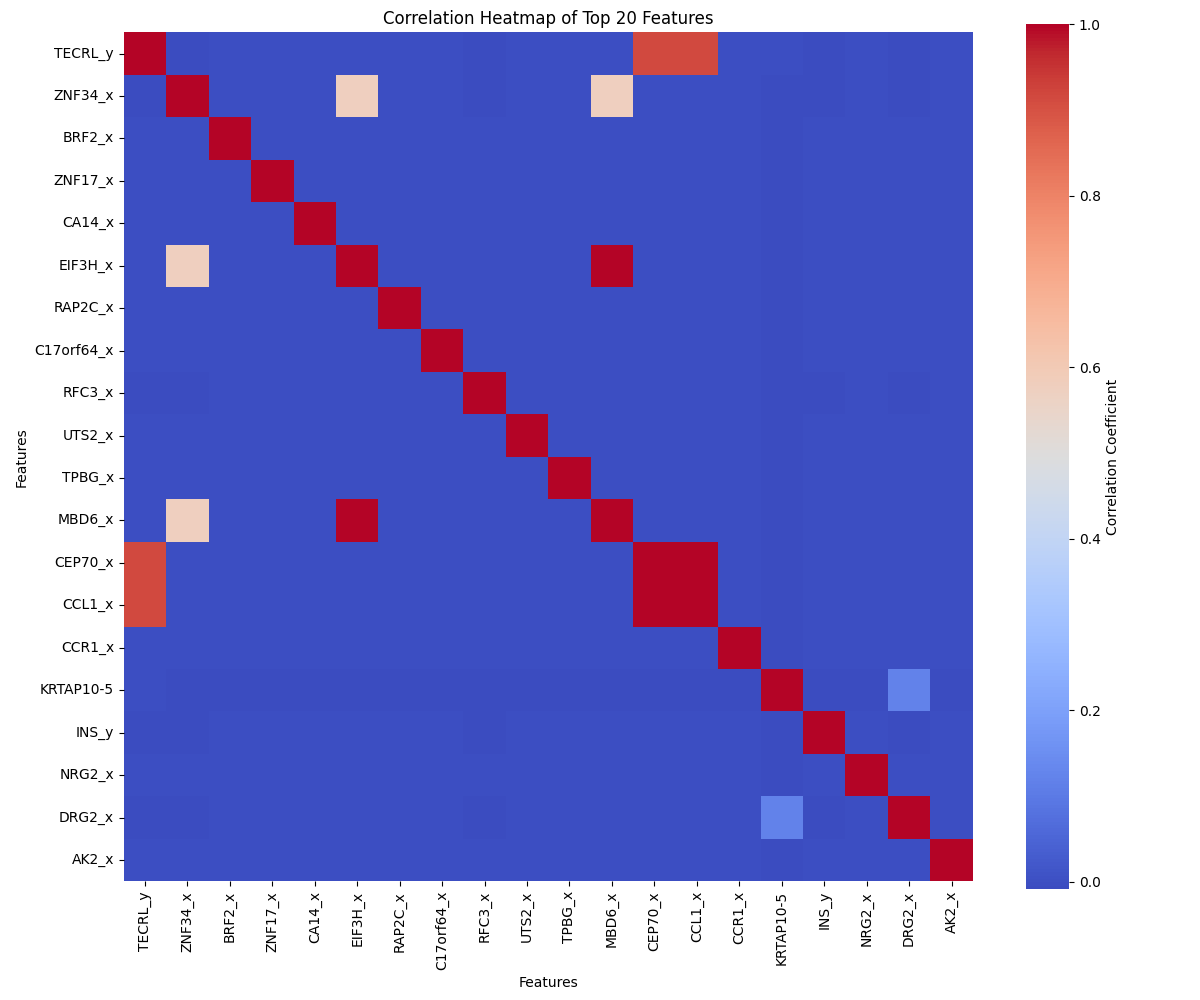 Correlation Heatmap of Top 20 Features
TECRL_y
ZNF34_x
BRF2_x
ZNF17_x
CA14_x
EIF3H_x
RAP2C_x
C17orf64_x
RFC3_x
UTS2_x
TPBG_x
MBD6_x
CEP70_x
CCL1_x
CCR1_x
KRTAP10-5
INS_y
NRG2_x
DRG2_x
AK2_x
Features
TECRL_y
ZNF34_x
BRF2_x
ZNF17_x
CA14_x
EIF3H_x
RAP2C_x
C17orf64_x
RFC3_x
UTS2_x
TPBG_x
MBD6_x
CEP70_x
CCL1_x
CCR1_x
KRTAP10-5
INS_y
NRG2_x
DRG2_x
AK2_x
Features
1.0
0.8
0.6
0.4
0.2
0.0
Correlation Coefficient